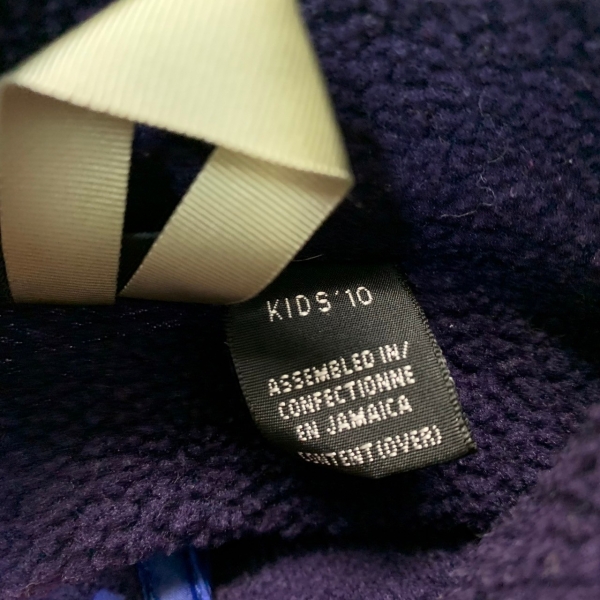 KIDS'10
ASSEMBLED IN/
CONFECTIONNE
EN JAMAICA
CONTENT(OVER)